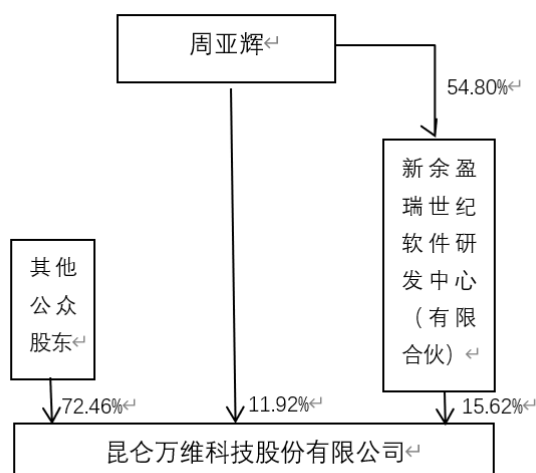 周亚辉
54.80%
新余盈
瑞世纪
软件研
发中心
（有限
合伙）
其他
公众
股东
72.46%
11.92%
15.62%
昆仑万维科技股份有限公司